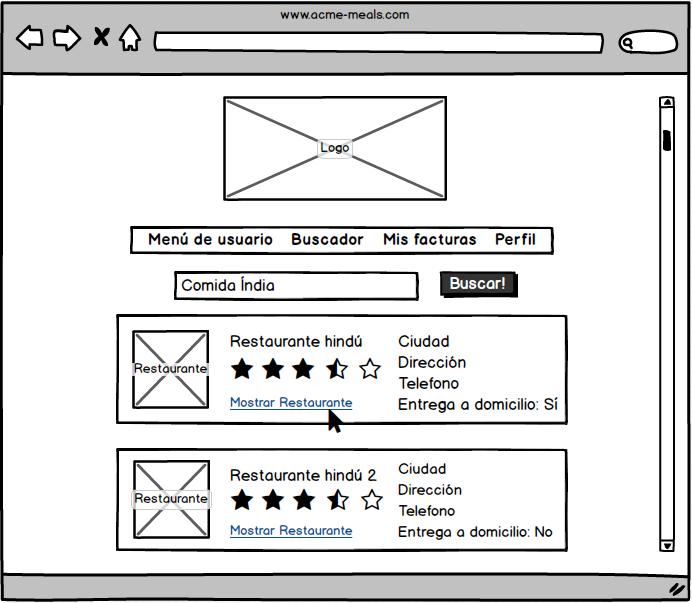 www.acme-meals.com
Logo
Menú de usuario Buscador Mis facturas Perfil
Comida Índia Buscar!
Restaurante
Restaurante hindú
Mostrar Restaurante
Ciudad
Dirección
Telefono
Entrega a domicilio: Sí
Restaurante
Restaurante hindú 2
Mostrar Restaurante
Ciudad
Dirección
Telefono
Entrega a domicilio: No